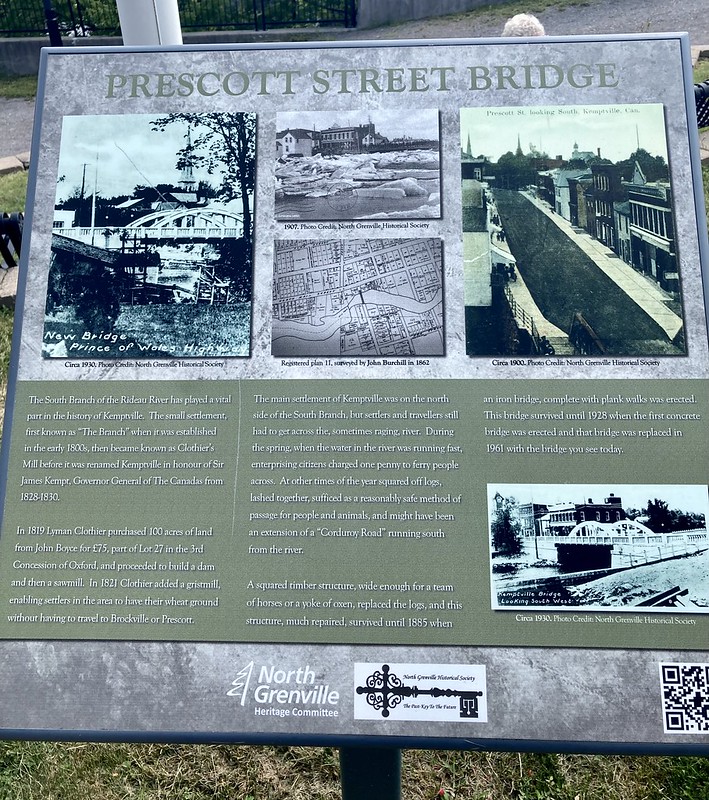 PRESCOTT STREET BRIDGE
New Bridge
Prince of Wales Highway
Circa 1930. Photo Credit: North Grenville Historical Society
1907. Photo Credit: North Grenville Historical Society
Registered plan 11, surveyed by John Burchill in 1862
Prescott St. looking South Kemptville, Can.
Circa 1900. Photo Credit: North Grenville Historical Society
The South Branch of the Rideau River has played a vital
part in the history of Kemptville. The small settlement,
first known as "The Branch" when it was established
in the early 1800s, then became known as Clothier's
Mill before it was renamed Kemptville in honour of Sir
James Kempt, Governor General of The Canadas from
1828-1830.
In 1819 Lyman Clothier purchased 100 acres of land
from John Boyce for £75, part of Lot 27 in the 3rd
Concession of Oxford, and proceeded to build a dam
and then a sawmill. In 1821 Clothier added a gristmill,
enabling settlers in the area to have their wheat ground
without having to travel to Brockville or Prescott.
The main settlement of Kemptville was on the north
side of the South Branch, but settlers and travellers still
had to get across the, sometimes raging, river. During
the spring, when the water in the river was running fast,
enterprising citizens charged one penny to ferry people
across. At other times of the year squared off logs,
lashed together, sufficed as a reasonably safe method of
passage for people and animals, and might have been
an extension of a "Corduroy Road" running south
from the river.
A squared timber structure, wide enough for a team
of horses or a yoke of oxen, replaced the logs, and this
structure, much repaired, survived until 1885 when
an iron bridge, complete with plank walks was erected.
This bridge survived until 1928 when the first concrete
bridge was erected and that bridge was replaced in
1961 with the bridge you see today.
Kemptville Bridge
Looking South West
Circa 1930. Photo Credit: North Grenville Historical Society
North
Grenville
Heritage Committee
North Grenville Historical Society
The Past: Key To The Future